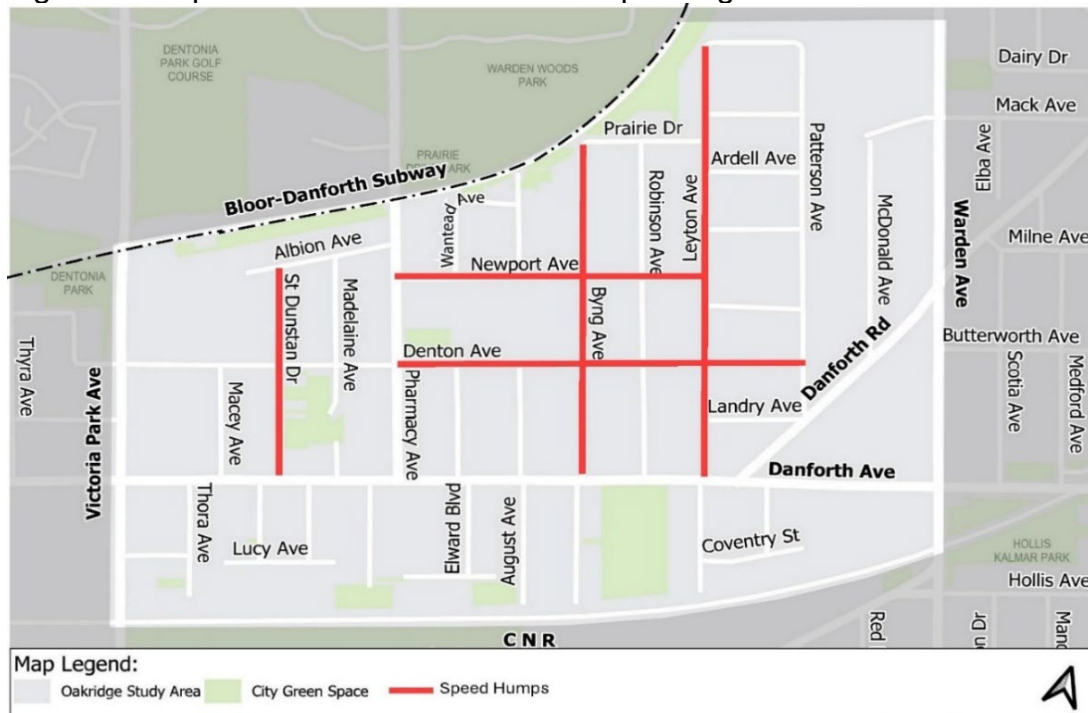 DENTONIA
PARK GOLF
COURSE
WARDEN WOODS
PARK
Dairy Dr
Mack Ave
Elba Ave
Prairie Dr
Ardell Ave
Patterson Ave
PRAIRIE
Bloor-Danforth Subway
Ave
Wantage
Robinson Ave
Leyton Ave
McDonald Ave
Warden Ave
Milne Ave
Albion Ave
Newport Ave
DENTONIA
PARK
St Dunstan Dr
Madelaine Ave
Byng Ave
Thyra Ave
Victoria Park Ave
Macey Ave
Denton Ave
Pharmacy Ave
Danforth Rd
Butterworth Ave
Scotia Ave
Medford Ave
Landry Ave
Danforth Ave
Thora Ave
Lucy Ave
Elward Blvd
August Ave
Coventry St
HOLLIS
KALMAR PARK
Hollis Ave
C N R
Red
Dr
Map Legend:
Oakridge Study Area
City Green Space
Speed Humps